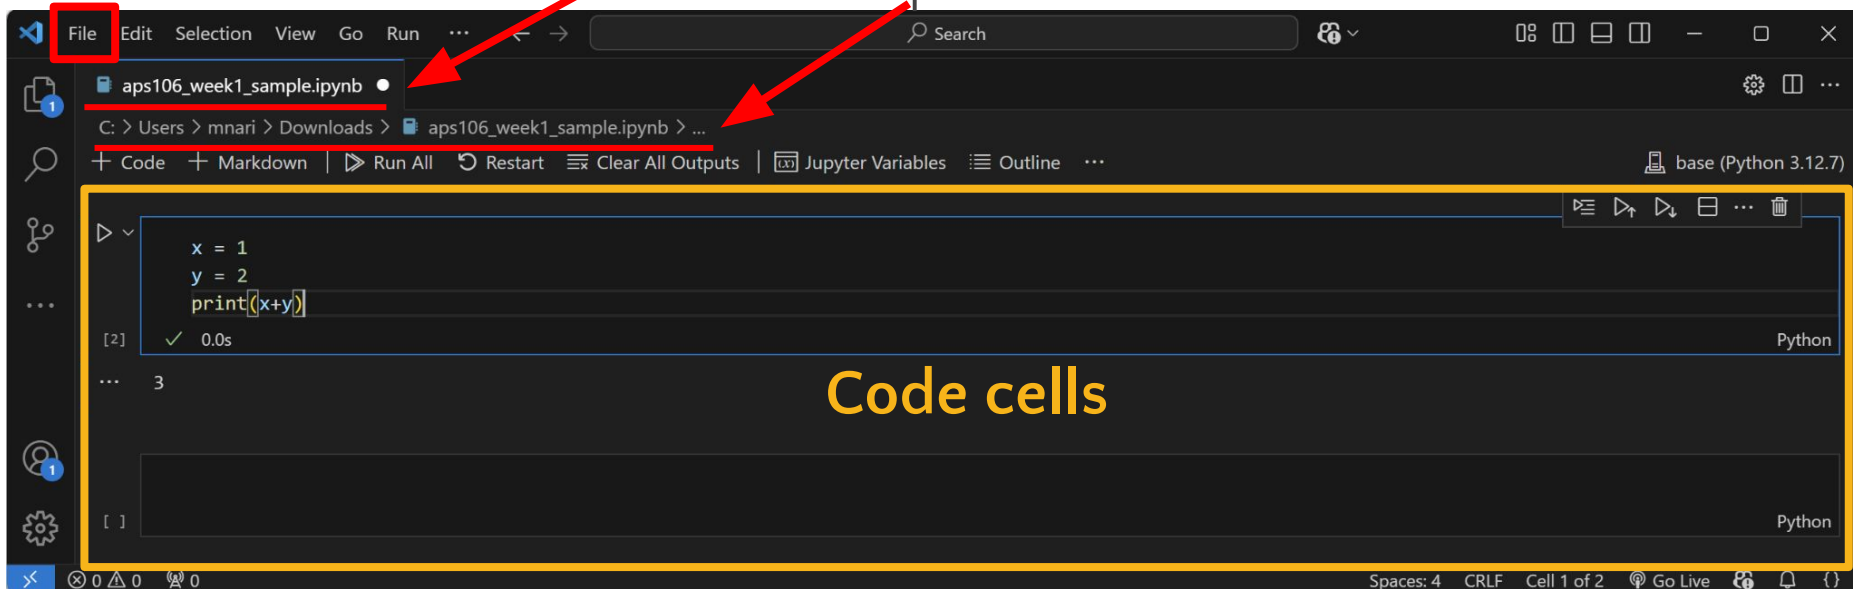 File Edit Selection View Go Run ··· Search
aps106_week1_sample.ipynb
C: > Users > mnari > Downloads > aps106_week1_sample.ipynb > ...
+ Code + Markdown | Run All Restart Clear All Outputs | Jupyter Variables Outline ··· base (Python 3.12.7)
x = 1
y = 2
print(x+y)
[2] ✓ 0.0s Python
··· 3
Code cells
[ ] Python
0 0 0 Spaces: 4 CRLF Cell 1 of 2 Go Live {}
1
1